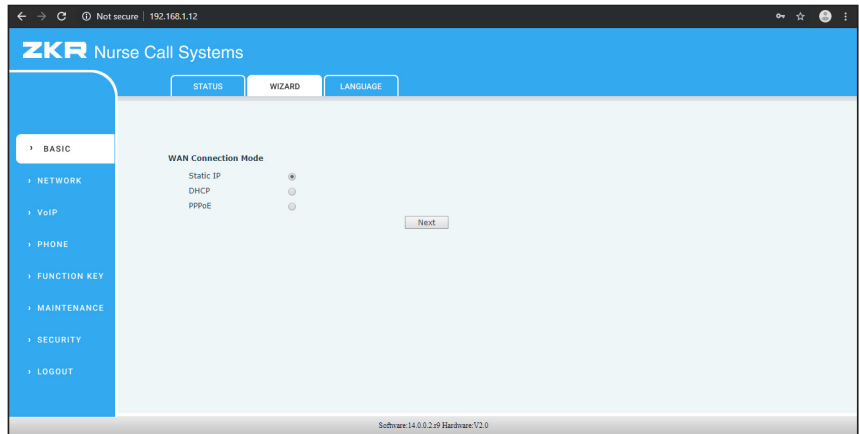 Not secure | 192.168.1.12
ZKR Nurse Call Systems
STATUS WIZARD LANGUAGE
› BASIC
› NETWORK
› VoIP
› PHONE
› FUNCTION KEY
› MAINTENANCE
› SECURITY
› LOGOUT
WAN Connection Mode
Static IP
DHCP
PPPoE
Next
Software:14.0.0.2.r9 Hardware:V2.0